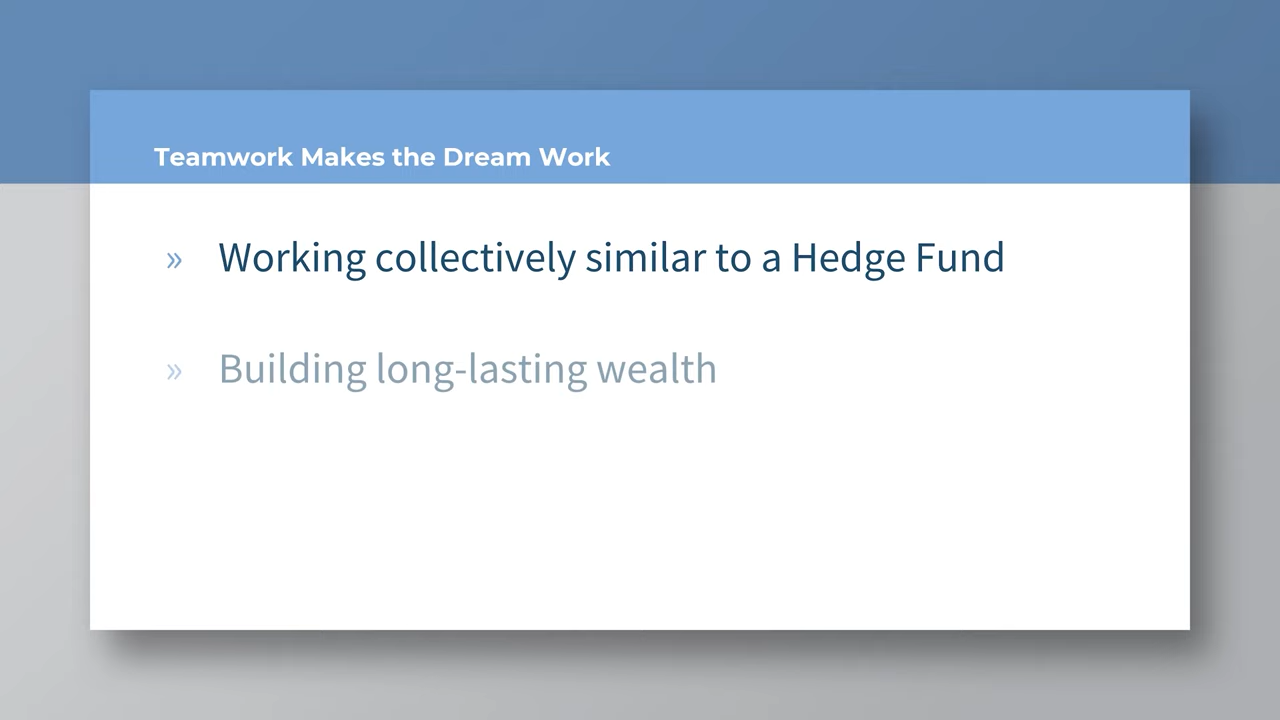 Teamwork Makes the Dream Work
» Working collectively similar to a Hedge Fund
» Building long-lasting wealth